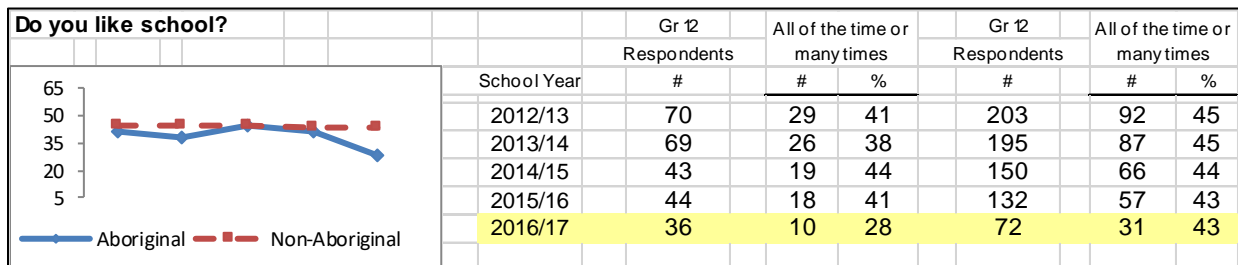 Do you like school? Gr 12 All of the time or Gr 12 All of the time or
Respondents many times Respondents many times
School Year # # % # # %
2012/13 70 29 41 203 92 45
2013/14 69 26 38 195 87 45
2014/15 43 19 44 150 66 44
2015/16 44 18 41 132 57 43
2016/17 36 10 28 72 31 43
65
50
35
20
5
Aboriginal Non-Aboriginal